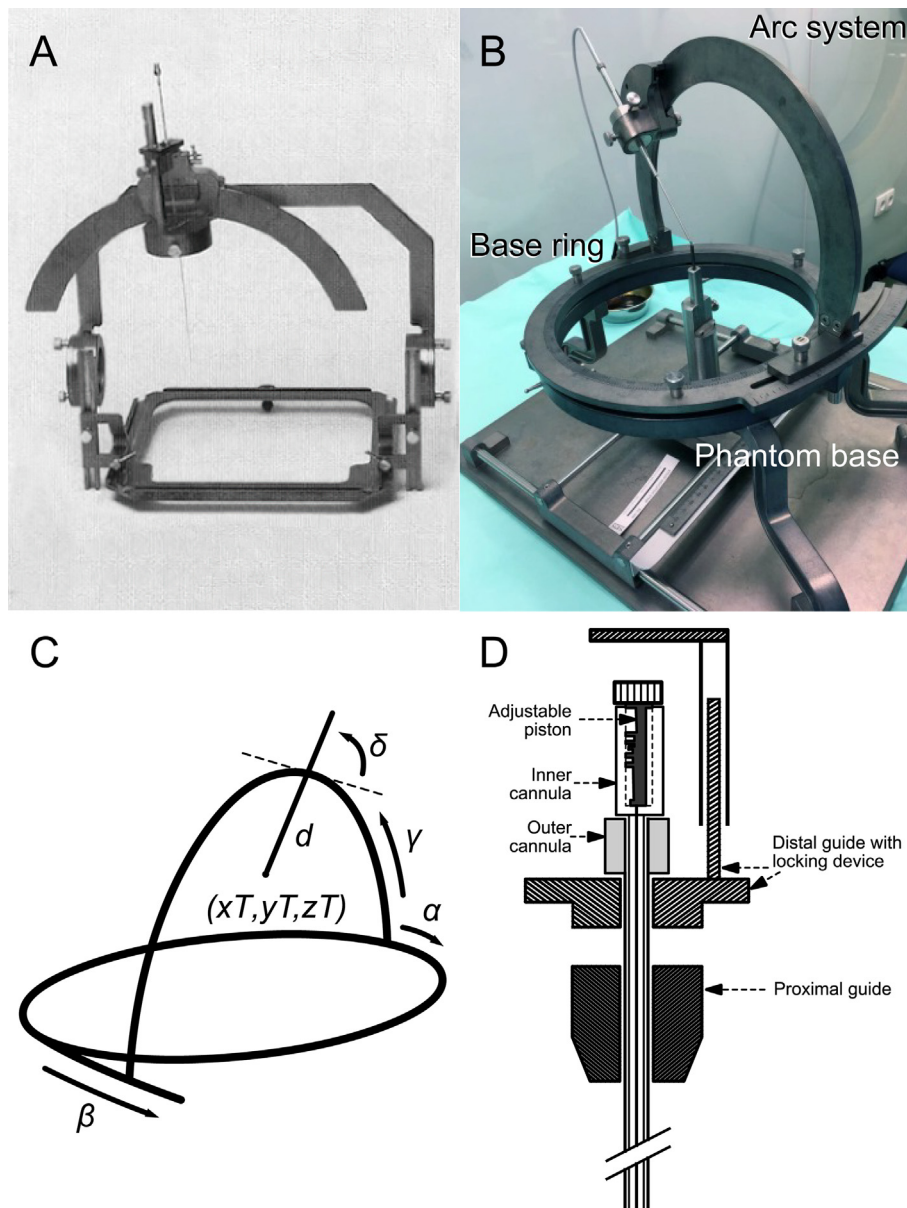 A
B
Arc system
Base ring
Phantom base
C
δ
d
γ
(xT,yT,zT)
α
β
D
Adjustable
piston
Inner
cannula
Outer
cannula
Distal guide with
locking device
Proximal guide